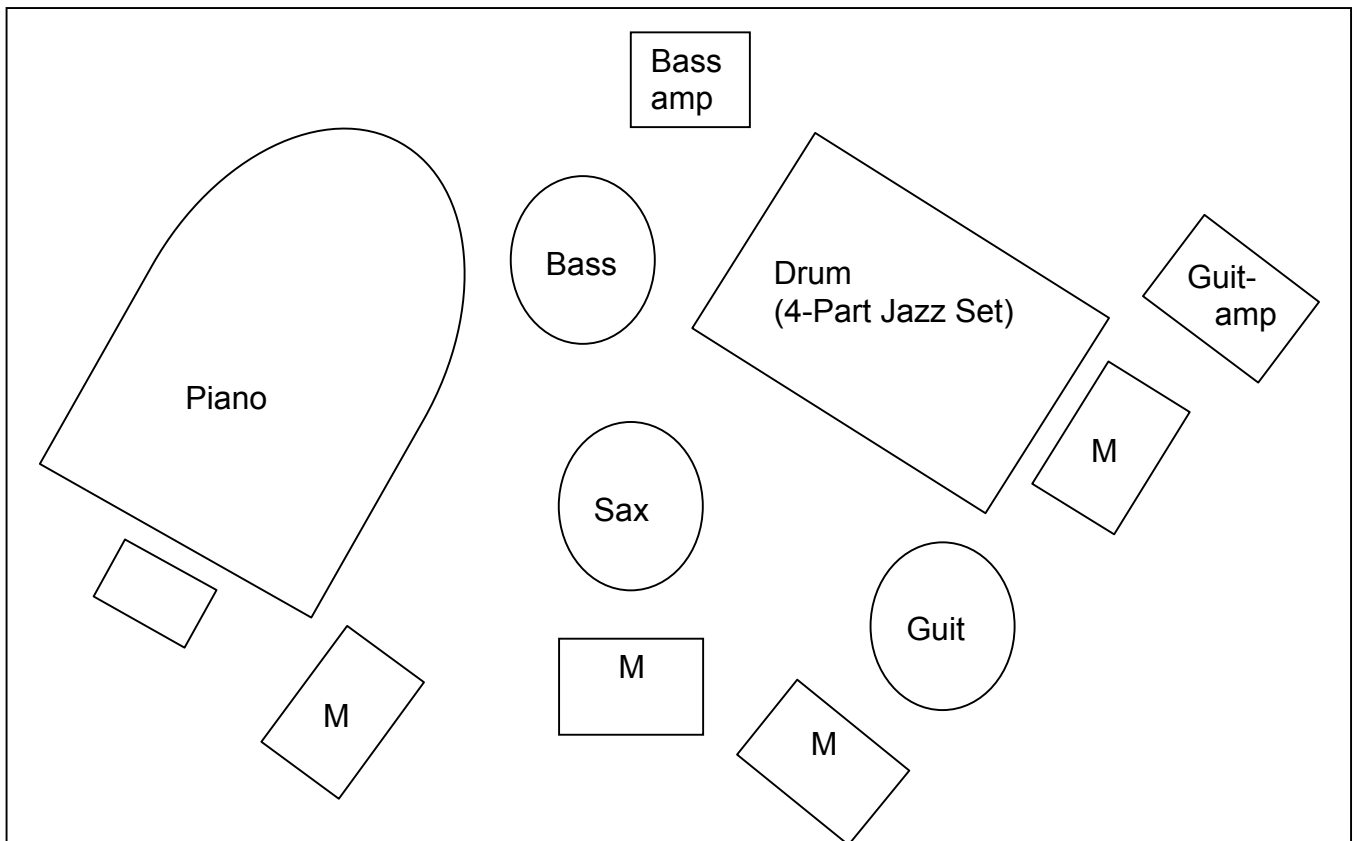 Bass
amp
Bass
Drum
(4-Part Jazz Set)
Guit-
amp
Piano
M
Sax
Guit
M
M
M